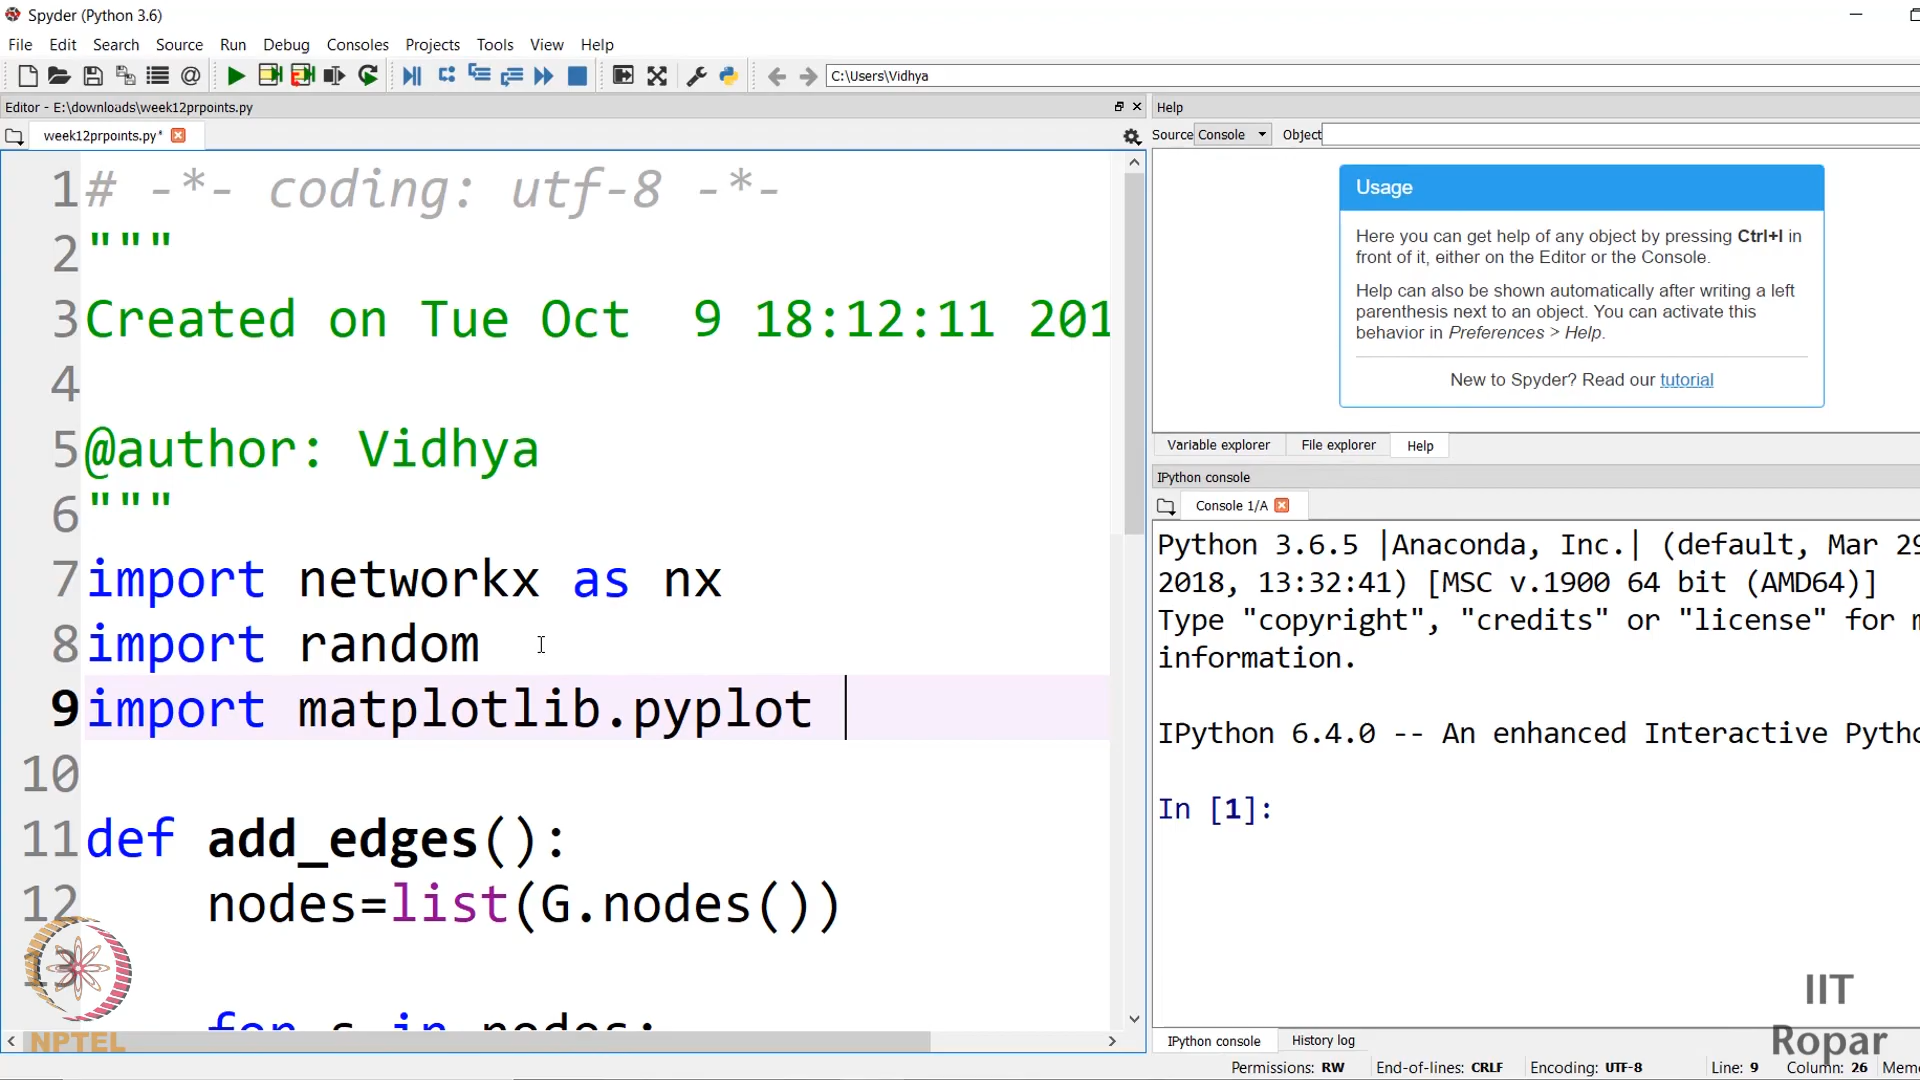 Spyder (Python 3.6)
File Edit Search Source Run Debug Consoles Projects Tools View Help
C:\Users\Vidhya
Editor - E:\downloads\week12prpoints.py
Help
week12prpoints.py*
Source Console Object
1 # -*- coding: utf-8 -*-
2 """
3 Created on Tue Oct  9 18:12:11 201
4
5 @author: Vidhya
6 """
7 import networkx as nx
8 import random
9 import matplotlib.pyplot
10
11 def add_edges():
12 nodes=list(G.nodes())
13
for s in nodes:
Usage
Here you can get help of any object by pressing Ctrl+I in
front of it, either on the Editor or the Console.
Help can also be shown automatically after writing a left
parenthesis next to an object. You can activate this
behavior in Preferences > Help.
New to Spyder? Read our tutorial
Variable explorer File explorer Help
IPython console
Console 1/A
Python 3.6.5 |Anaconda, Inc.| (default, Mar 29
2018, 13:32:41) [MSC v.1900 64 bit (AMD64)]
Type "copyright", "credits" or "license" for m
information.
IPython 6.4.0 -- An enhanced Interactive Pytho
In [1]:
IPython console History log
NPTEL
IIT
Ropar
Permissions: RW End-of-lines: CRLF Encoding: UTF-8 Line: 9 Column: 26 Memo